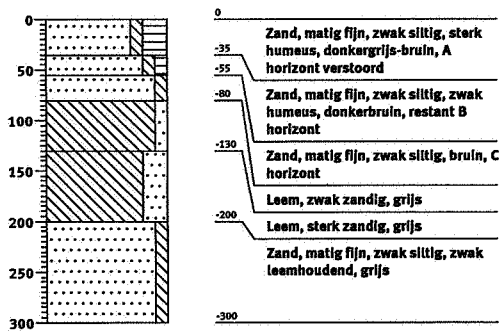 0
50
100
150
200
250
300
0
Zand, matig fijn, zwak siltig, sterk
humeus, donkergrijs-bruin, A
horizont verstoord
-35
Zand, matig fijn, zwak siltig, zwak
humeus, donkerbruin, restant B
horizont
-55
Zand, matig fijn, zwak siltig, bruin, C
horizont
-80
Leem, zwak zandig, grijs
-130
Leem, sterk zandig, grijs
-200
Zand, matig fijn, zwak siltig, zwak
leemhoudend, grijs
-300